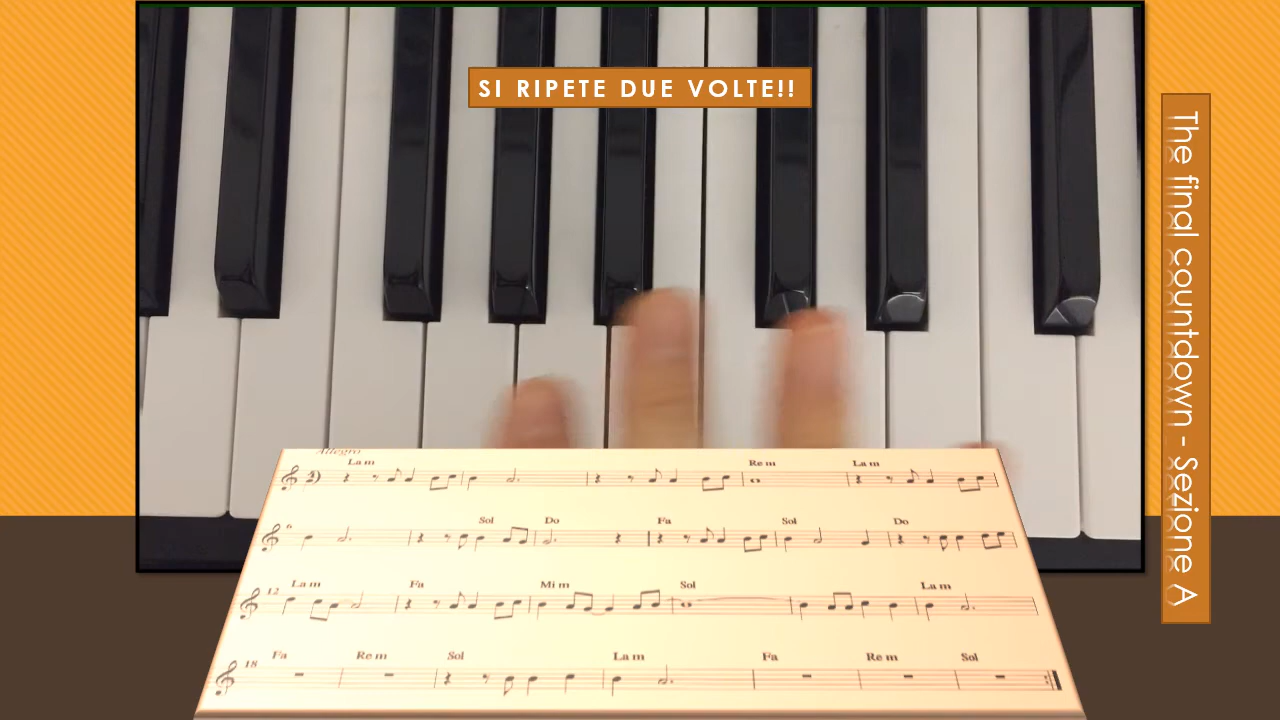 SI RIPETE DUE VOLTE!!
The final countdown - Sezione A
Allegro
La m
Re m
La m
6
Sol
Do
Fa
Sol
Do
12
La m
Fa
Mi m
Sol
La m
18
Fa
Re m
Sol
La m
Fa
Re m
Sol